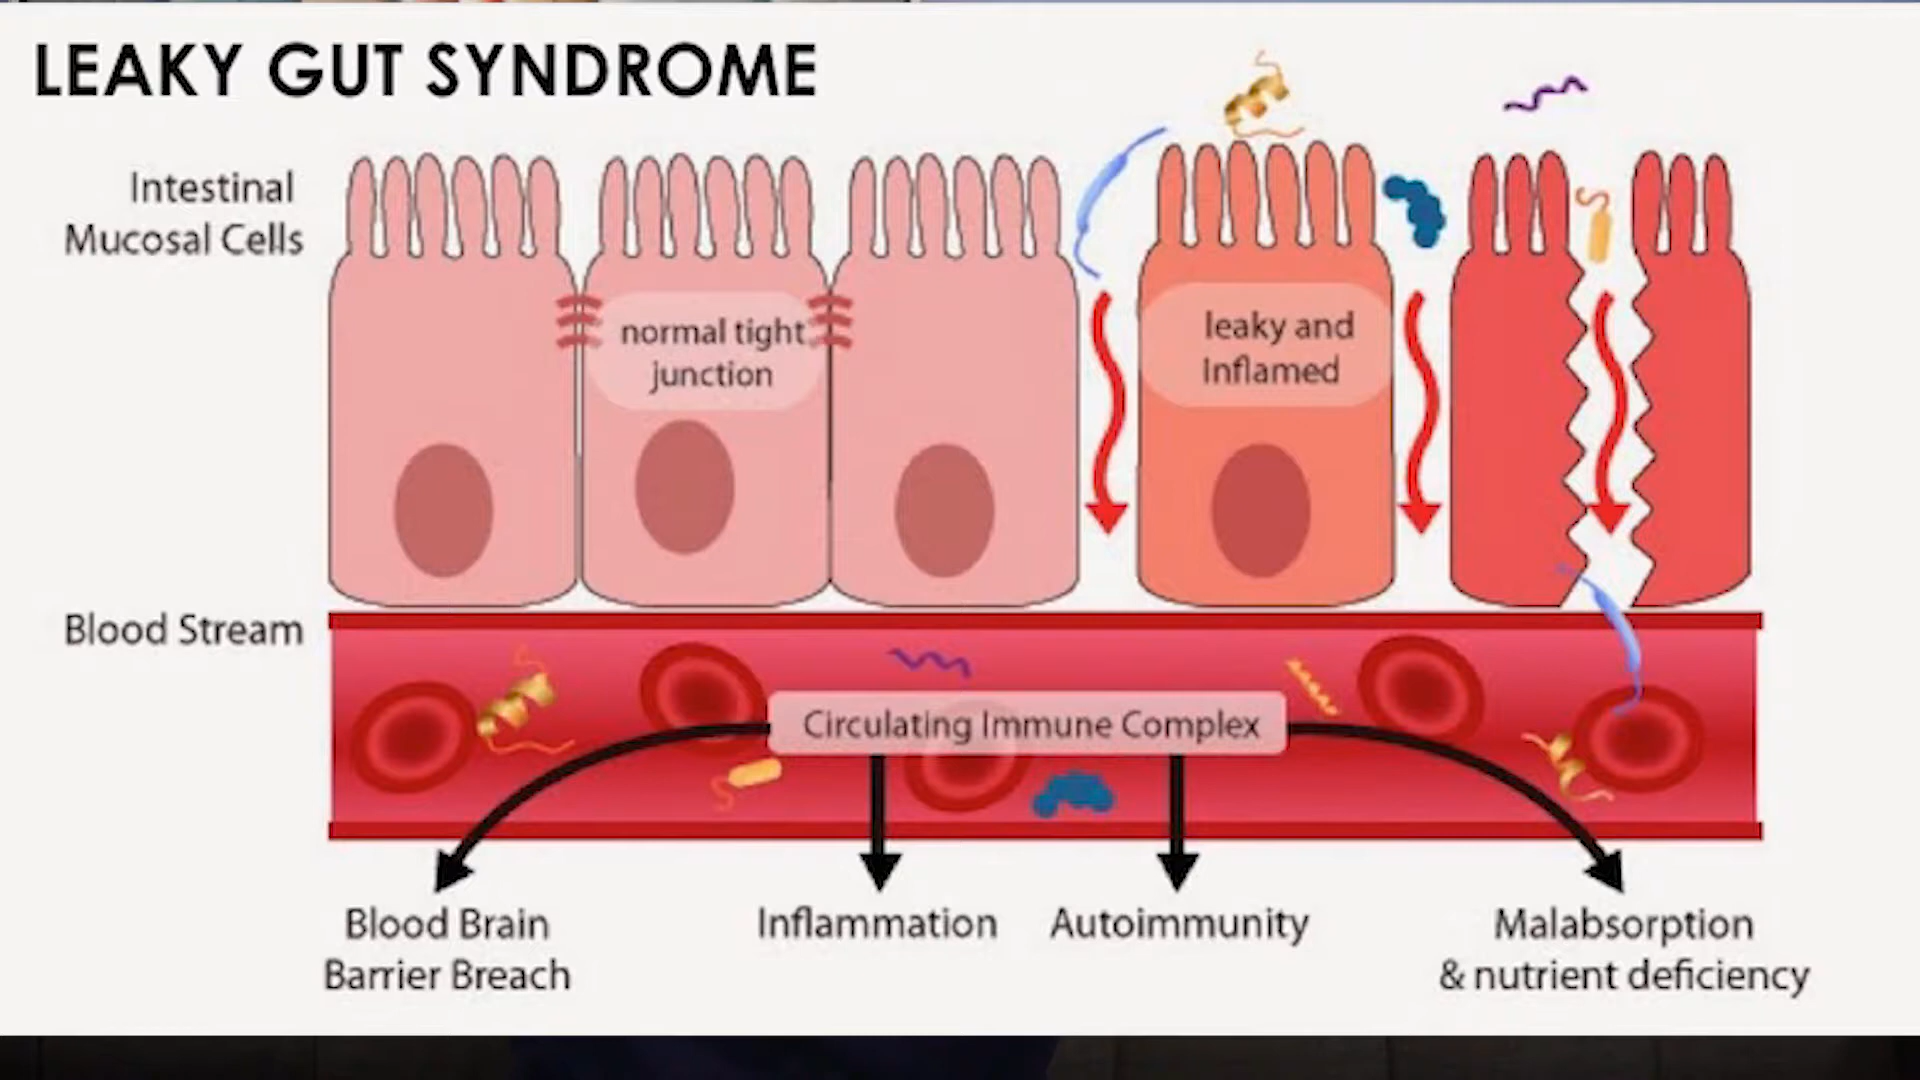 LEAKY GUT SYNDROME
Intestinal
Mucosal Cells
normal tight
junction
leaky and
Inflamed
Blood Stream
Circulating Immune Complex
Blood Brain
Barrier Breach
Inflammation
Autoimmunity
Malabsorption
& nutrient deficiency